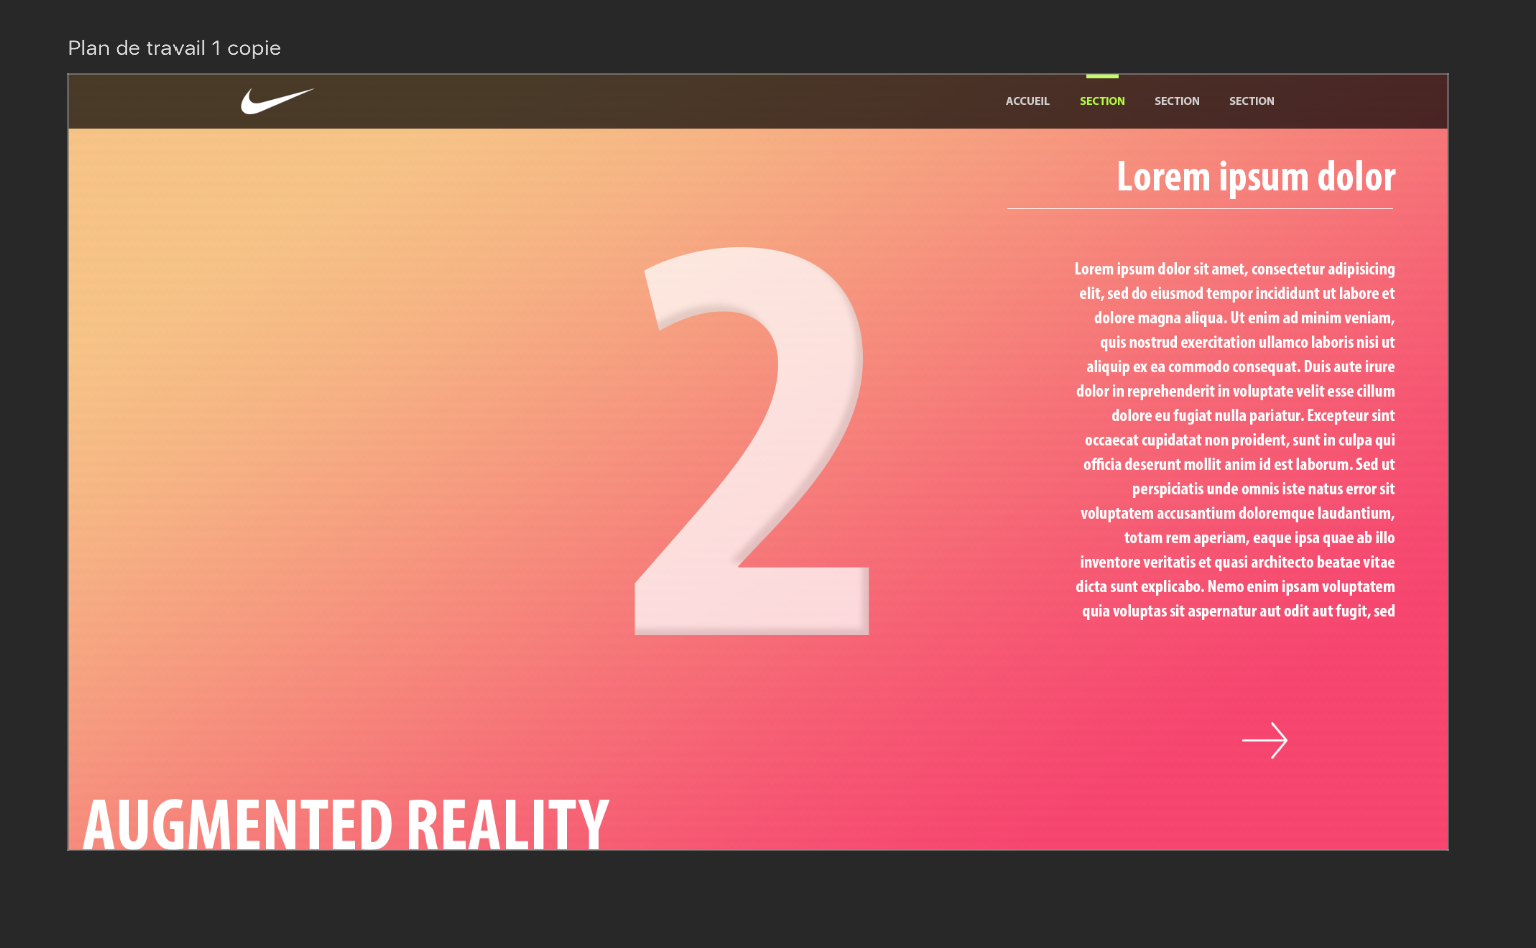 Plan de travail 1 copie
ACCUEIL SECTION SECTION SECTION
Lorem ipsum dolor
2
Lorem ipsum dolor sit amet, consectetur adipisicing
elit, sed do eiusmod tempor incididunt ut labore et
dolore magna aliqua. Ut enim ad minim veniam,
quis nostrud exercitation ullamco laboris nisi ut
aliquip ex ea commodo consequat. Duis aute irure
dolor in reprehenderit in voluptate velit esse cillum
dolore eu fugiat nulla pariatur. Excepteur sint
occaecat cupidatat non proident, sunt in culpa qui
officia deserunt mollit anim id est laborum. Sed ut
perspiciatis unde omnis iste natus error sit
voluptatem accusantium doloremque laudantium,
totam rem aperiam, eaque ipsa quae ab illo
inventore veritatis et quasi architecto beatae vitae
dicta sunt explicabo. Nemo enim ipsam voluptatem
quia voluptas sit aspernatur aut odit aut fugit, sed
AUGMENTED REALITY